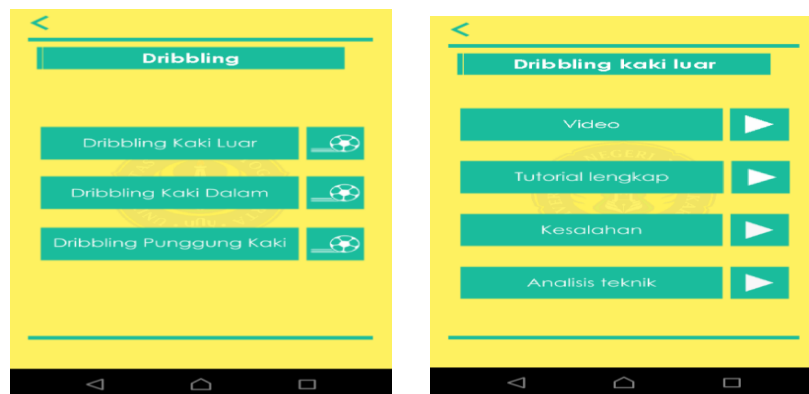 Dribbling
Dribbling Kaki Luar
Dribbling Kaki Dalam
Dribbling Punggung Kaki
Dribbling kaki luar
Video
Tutorial lengkap
Kesalahan
Analisis teknik